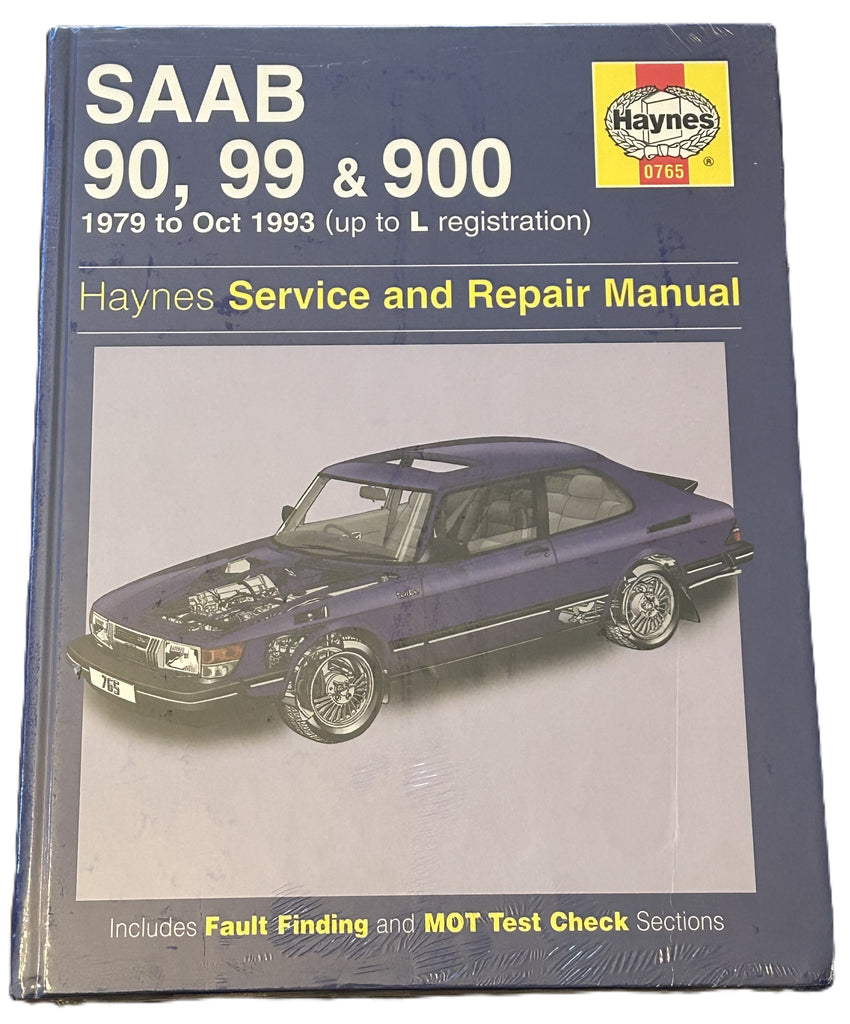 SAAB
90, 99 & 900
1979 to Oct 1993 (up to L registration)
Haynes
0765
®
Haynes Service and Repair Manual
turbo
765
Includes Fault Finding and MOT Test Check Sections